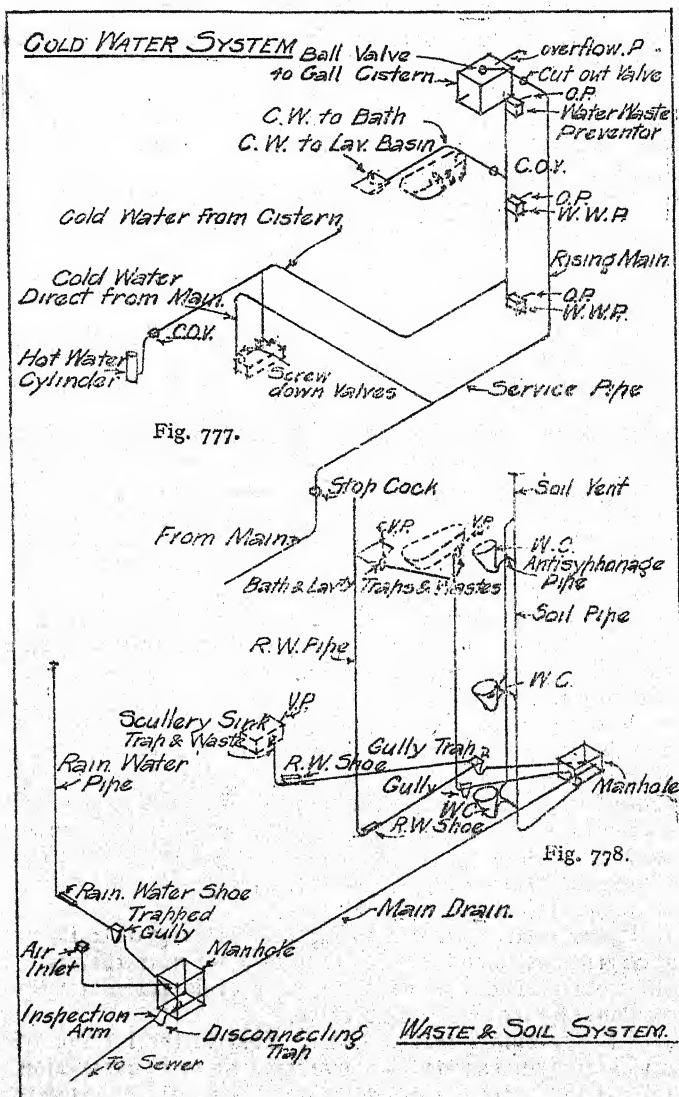 COLD WATER SYSTEM
Ball Valve
40 Gall Cistern
overflow. P
Cut out Valve
O.P.
Water Waste
Preventor
C.W. to Bath
C.W. to Lav. Basin
C.O.V.
O.P.
W.W.P.
Cold Water from Cistern
Rising Main
Cold Water
Direct from Main.
O.P.
W.W.P.
C.O.V.
Hot Water
Cylinder
Screw
down Valves
Service Pipe
Fig. 777.
Stop Cock
Soil Vent
From Main
V.P.
V.P.
W.C.
Antisyphonage
Pipe
Bath & Lavty Traps & Wastes
Soil Pipe
R.W. Pipe
W.C.
V.P.
Scullery Sink
Trap & Waste
Gully Trap
Rain Water
Pipe
R.W. Shoe
Gully
Manhole
W.C.
R.W. Shoe
Fig. 778.
Rain. Water Shoe
Trapped
Gully
Main Drain.
Air
Inlet
Manhole
Inspection
Arm
Disconnecting
Trap
WASTE & SOIL SYSTEM.
To Sewer